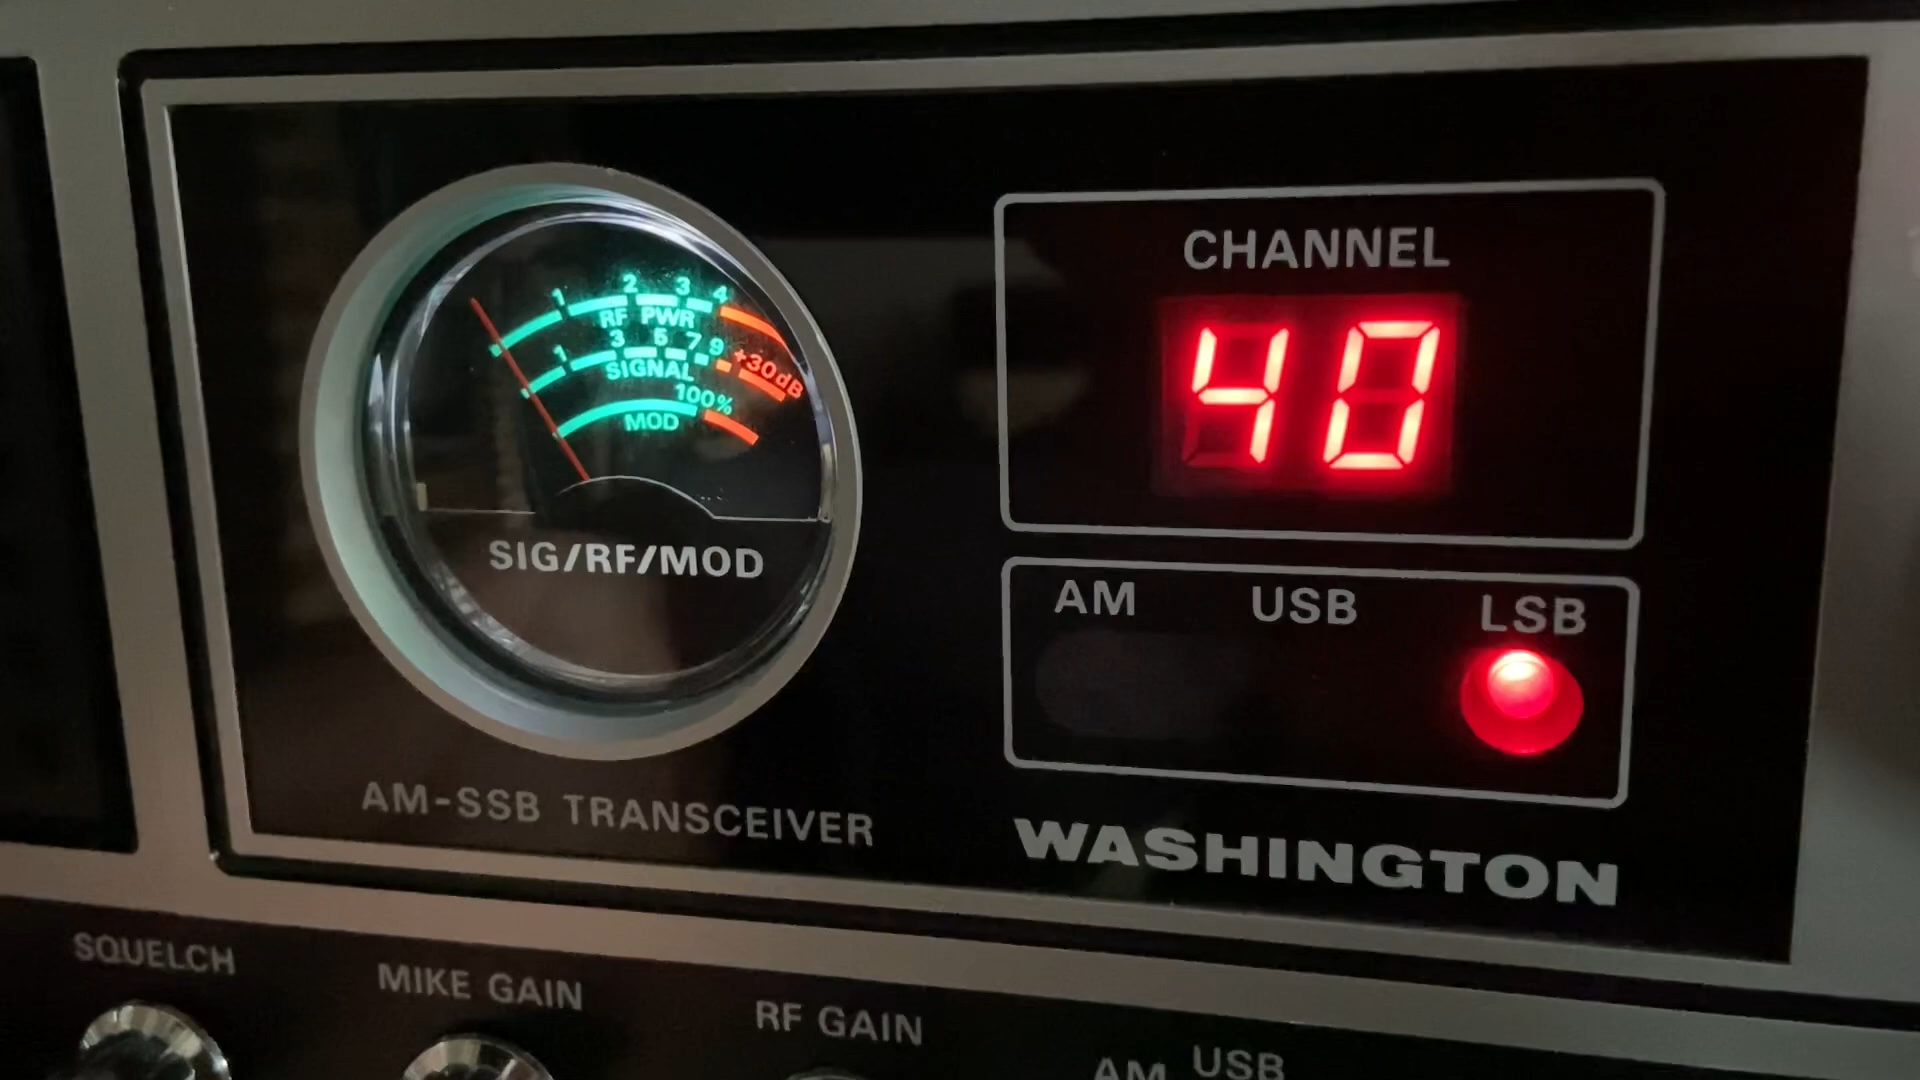 1 2 3 4
RF PWR
1 3 5 7 9 +30dB
SIGNAL
100%
MOD
SIG/RF/MOD
AM-SSB TRANSCEIVER
CHANNEL
40
AM USB LSB
WASHINGTON
SQUELCH
MIKE GAIN
RF GAIN
AM USB